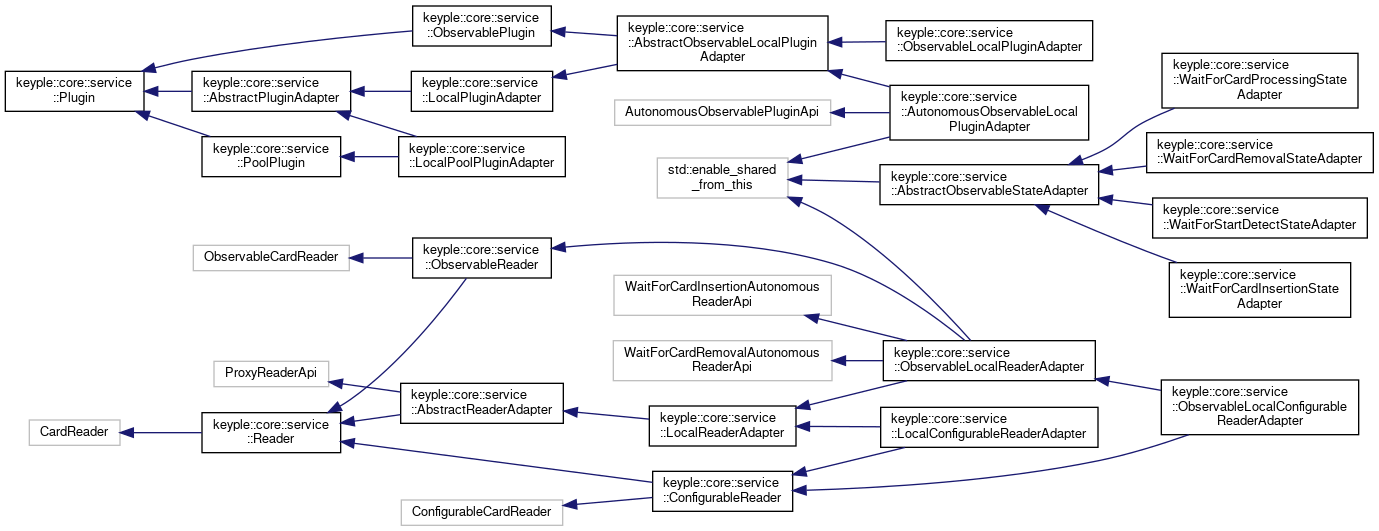 keyple::core::service
::ObservablePlugin
keyple::core::service
::AbstractObservableLocalPlugin
Adapter
keyple::core::service
::ObservableLocalPluginAdapter
keyple::core::service
::WaitForCardProcessingState
Adapter
keyple::core::service
::Plugin
keyple::core::service
::AbstractPluginAdapter
keyple::core::service
::LocalPluginAdapter
AutonomousObservablePluginApi
keyple::core::service
::AutonomousObservableLocal
PluginAdapter
keyple::core::service
::PoolPlugin
keyple::core::service
::LocalPoolPluginAdapter
keyple::core::service
::WaitForCardRemovalStateAdapter
std::enable_shared
_from_this
keyple::core::service
::AbstractObservableStateAdapter
keyple::core::service
::WaitForStartDetectStateAdapter
ObservableCardReader
keyple::core::service
::ObservableReader
keyple::core::service
::WaitForCardInsertionState
Adapter
WaitForCardInsertionAutonomous
ReaderApi
WaitForCardRemovalAutonomous
ReaderApi
keyple::core::service
::ObservableLocalReaderAdapter
ProxyReaderApi
keyple::core::service
::AbstractReaderAdapter
keyple::core::service
::ObservableLocalConfigurable
ReaderAdapter
CardReader
keyple::core::service
::Reader
keyple::core::service
::LocalReaderAdapter
keyple::core::service
::LocalConfigurableReaderAdapter
ConfigurableCardReader
keyple::core::service
::ConfigurableReader